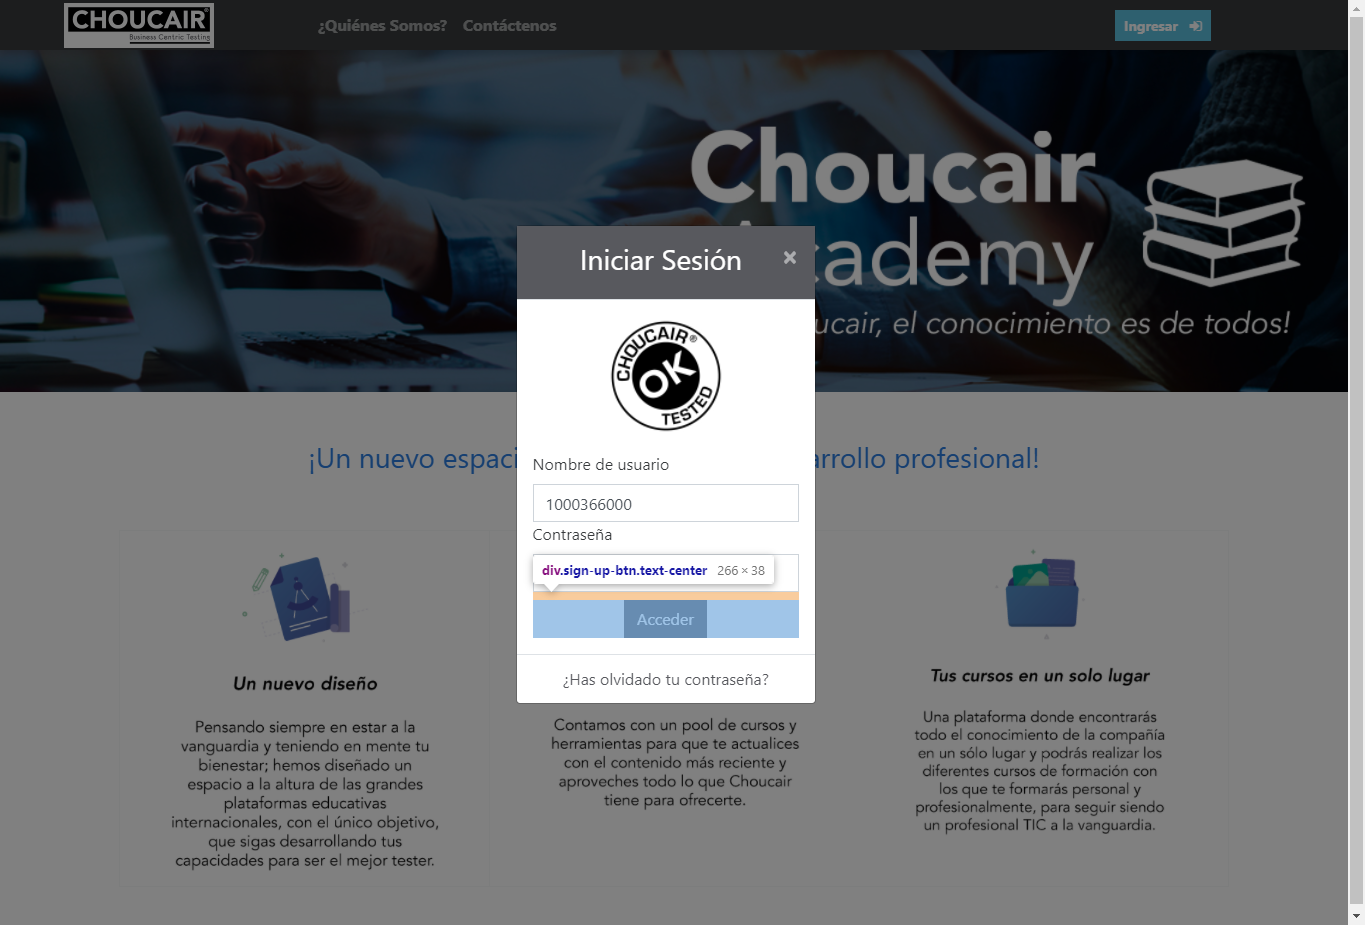 CHOUCAIR®
Business Centric Testing
¿Quiénes Somos? Contáctenos
Ingresar
Choucair
cademy
ucair, el conocimiento es de todos!
Iniciar Sesión ×
CHOUCAIR®
OK
TESTED
¡Un nuevo espaci
rrollo profesional!
Nombre de usuario
1000366000
Contraseña
div.sign-up-btn.text-center 266 × 38
Acceder
¿Has olvidado tu contraseña?
Un nuevo diseño
Pensando siempre en estar a la
vanguardia y teniendo en mente tu
bienestar; hemos diseñado un
espacio a la altura de las grandes
plataformas educativas
internacionales, con el único objetivo,
que sigas desarrollando tus
capacidades para ser el mejor tester.
Contamos con un pool de cursos y
herramientas para que te actualices
con el contenido más reciente y
aproveches todo lo que Choucair
tiene para ofrecerte.
Tus cursos en un solo lugar
Una plataforma donde encontrarás
todo el conocimiento de la compañía
en un sólo lugar y podrás realizar los
diferentes cursos de formación con
los que te formarás personal y
profesionalmente, para seguir siendo
un profesional TIC a la vanguardia.